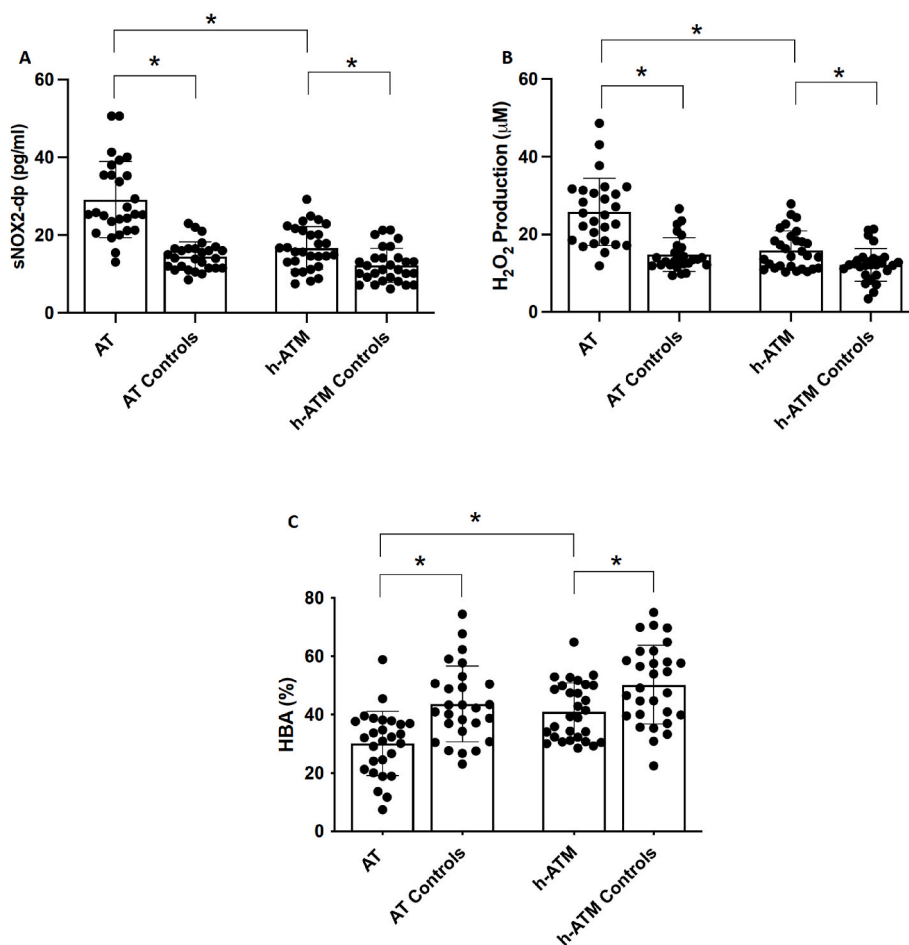 A
*
*
*
sNOX2-dp (pg/ml)
60
40
20
0
AT
AT Controls
h-ATM
h-ATM Controls
B
*
*
*
H₂O₂ Production (μM)
60
40
20
0
AT
AT Controls
h-ATM
h-ATM Controls
C
*
*
*
HBA (%)
80
60
40
20
0
AT
AT Controls
h-ATM
h-ATM Controls